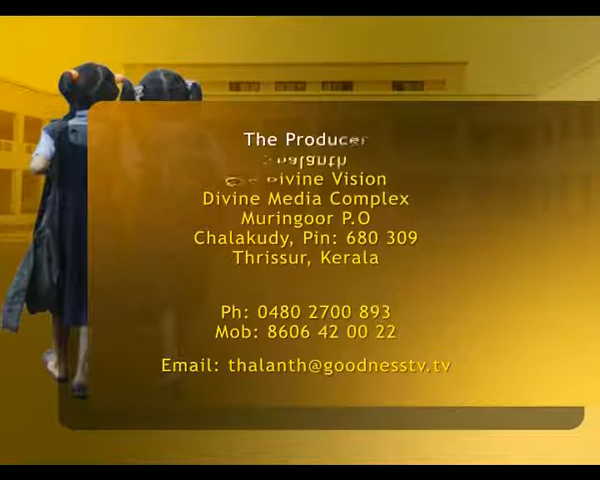 The Producer
Divine Vision
Divine Media Complex
Muringoor P.O
Chalakudy, Pin: 680 309
Thrissur, Kerala
Ph: 0480 2700 893
Mob: 8606 42 00 22
Email: thalanth@goodnesstv.tv